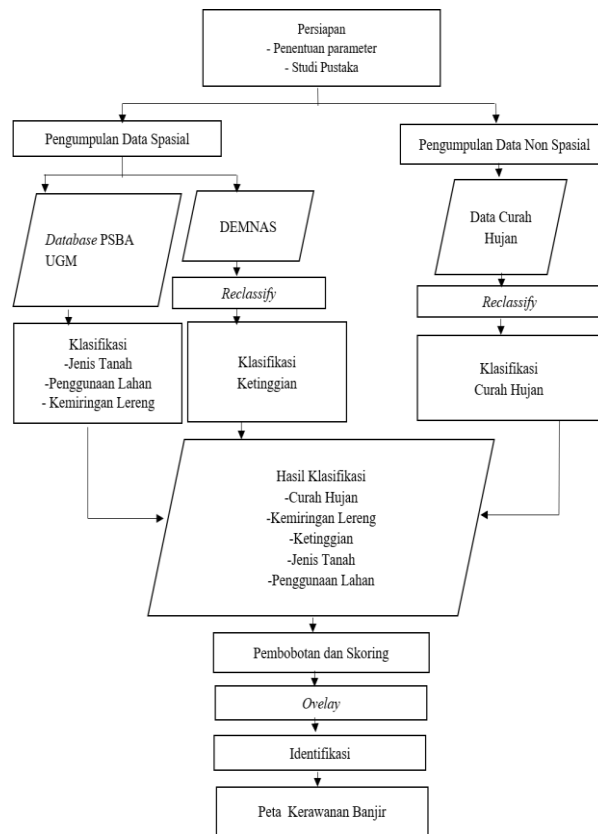 Persiapan
- Penentuan parameter
- Studi Pustaka
Pengumpulan Data Spasial
Pengumpulan Data Non Spasial
Database PSBA
UGM
DEMNAS
Data Curah
Hujan
Reclassify
Reclassify
Klasifikasi
-Jenis Tanah
-Penggunaan Lahan
- Kemiringan Lereng
Klasifikasi
Ketinggian
Klasifikasi
Curah Hujan
Hasil Klasifikasi
-Curah Hujan
-Kemiringan Lereng
-Ketinggian
-Jenis Tanah
-Penggunaan Lahan
Pembobotan dan Skoring
Ovelay
Identifikasi
Peta Kerawanan Banjir